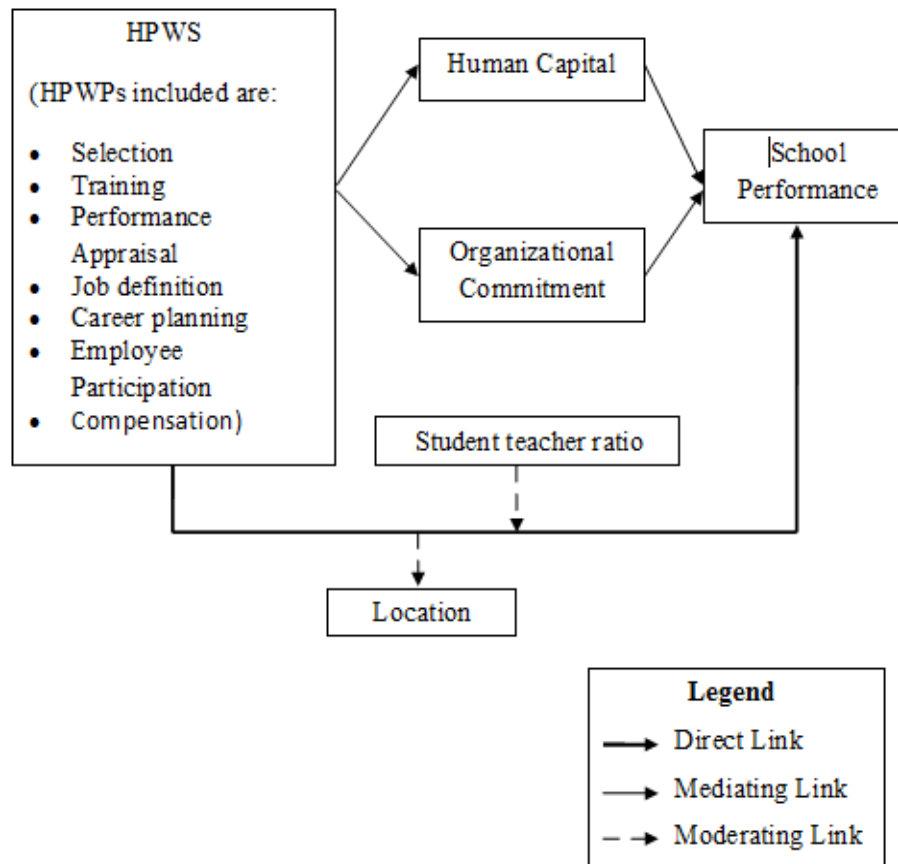 HPWS
(HPWPs included are:
• Selection
• Training
• Performance
Appraisal
• Job definition
• Career planning
• Employee
Participation
• Compensation)
Human Capital
Organizational
Commitment
School
Performance
Student teacher ratio
Location
Legend
Direct Link
Mediating Link
Moderating Link